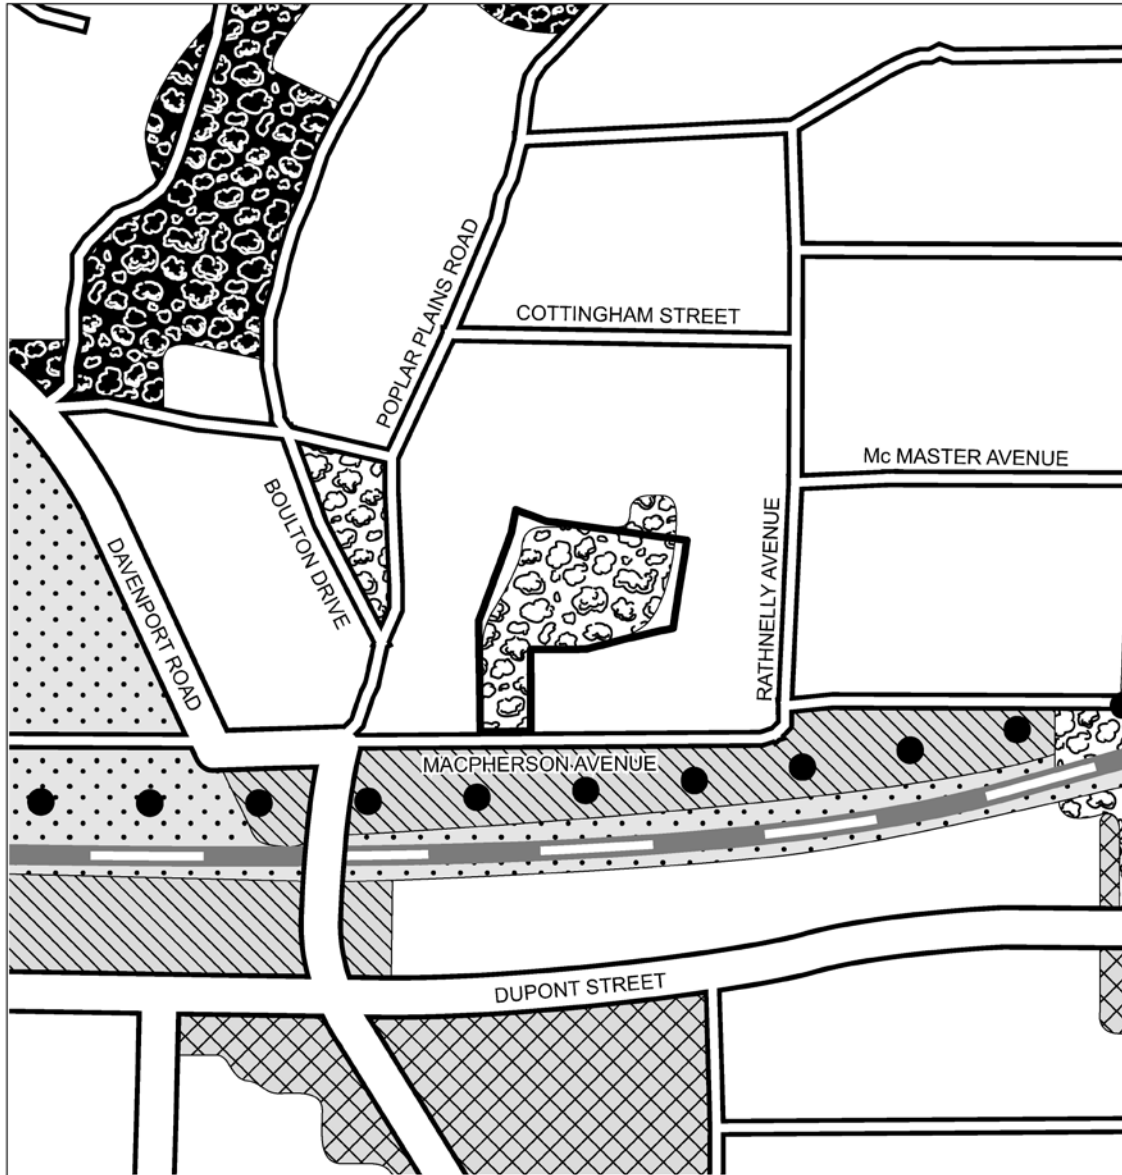 COTTINGHAM STREET
POPLAR PLAINS ROAD
Mc MASTER AVENUE
BOULTON DRIVE
RATHNELLY AVENUE
DAVENPORT ROAD
MACPHERSON AVENUE
DUPONT STREET